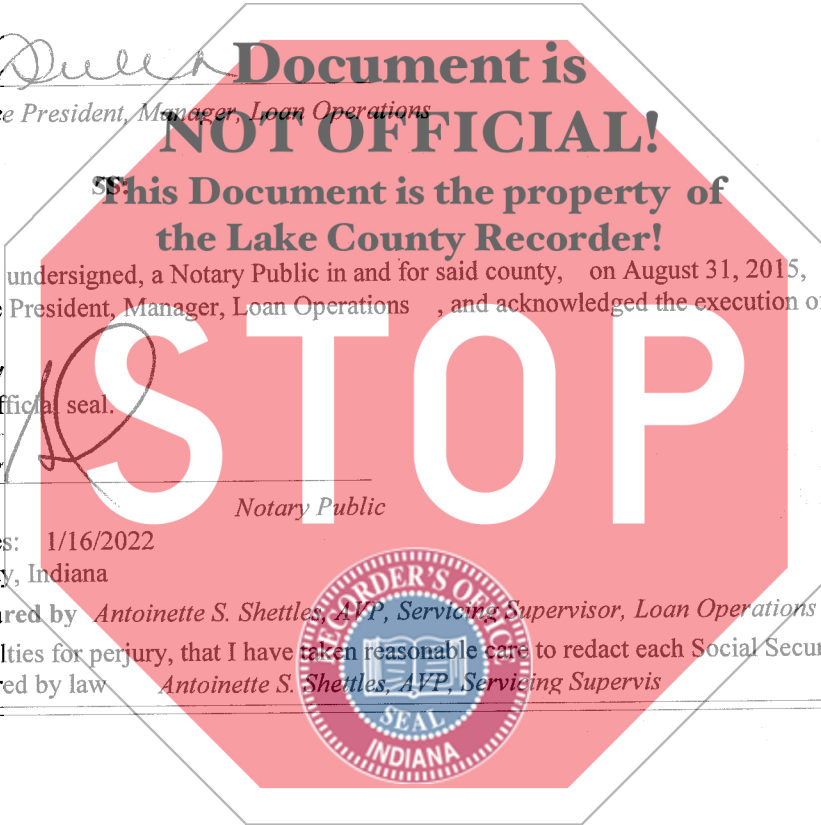 Document is
e President, Manager, Loan Operations
NOT OFFICIAL!
SS:
This Document is the property of
the Lake County Recorder!
undersigned, a Notary Public in and for said county, on August 31, 2015,
e President, Manager, Loan Operations , and acknowledged the execution of
STOP
fficial seal.
Notary Public
es: 1/16/2022
y, Indiana
red by Antoinette S. Shettles, AVP, Servicing Supervisor, Loan Operations
lties for perjury, that I have taken reasonable care to redact each Social Secur
ed by law Antoinette S. Shettles, AVP, Servicing Supervis
RECORDER'S OFFICE
SEAL
INDIANA